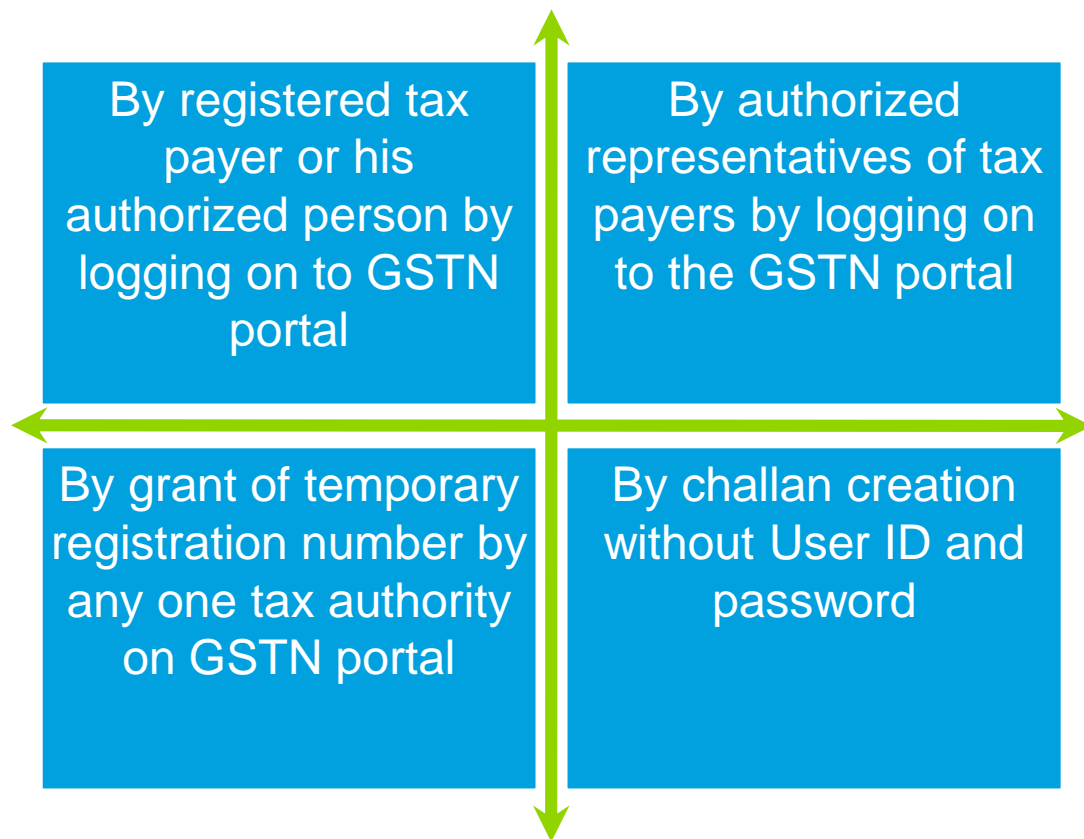 By registered tax
payer or his
authorized person by
logging on to GSTN
portal
By authorized
representatives of tax
payers by logging on
to the GSTN portal
By grant of temporary
registration number by
any one tax authority
on GSTN portal
By challan creation
without User ID and
password